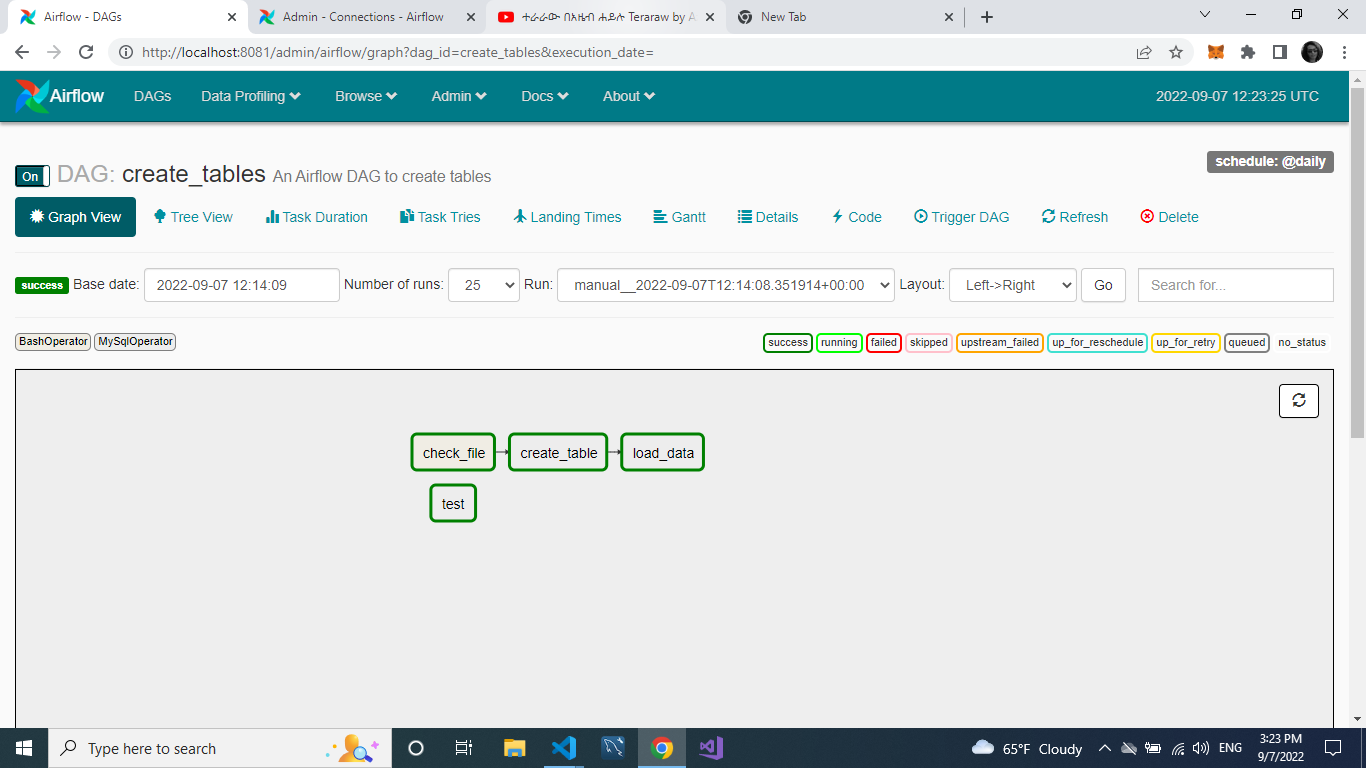 Airflow - DAGs
Admin - Connections - Airflow
ተራራው በአዜብ ሐይሉ Teraraw by A
New Tab
http://localhost:8081/admin/airflow/graph?dag_id=create_tables&execution_date=
Airflow DAGs Data Profiling Browse Admin Docs About 2022-09-07 12:23:25 UTC
schedule: @daily
On DAG: create_tables An Airflow DAG to create tables
Graph View Tree View Task Duration Task Tries Landing Times Gantt Details Code Trigger DAG Refresh Delete
success Base date: 2022-09-07 12:14:09 Number of runs: 25 Run: manual__2022-09-07T12:14:08.351914+00:00 Layout: Left->Right Go Search for...
BashOperator MySqlOperator success running failed skipped upstream_failed up_for_reschedule up_for_retry queued no_status
check_file create_table load_data
test
Type here to search
65°F Cloudy
ENG
3:23 PM
9/7/2022